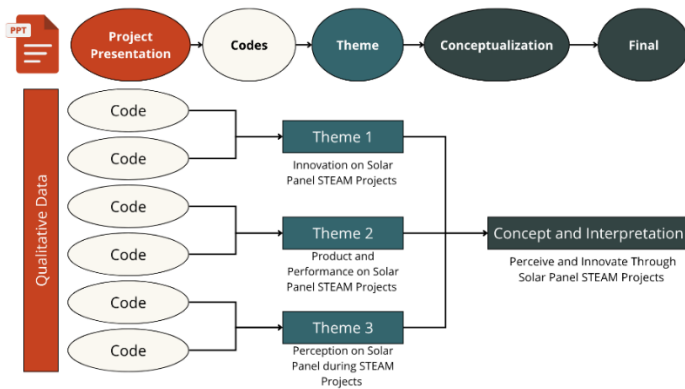 PPT
Project
Presentation
Codes
Theme
Conceptualization
Final
Qualitative Data
Code
Code
Code
Code
Code
Code
Theme 1
Innovation on Solar
Panel STEAM Projects
Theme 2
Product and
Performance on Solar
Panel STEAM Projects
Theme 3
Perception on Solar
Panel during STEAM
Projects
Concept and Interpretation
Perceive and Innovate Through
Solar Panel STEAM Projects